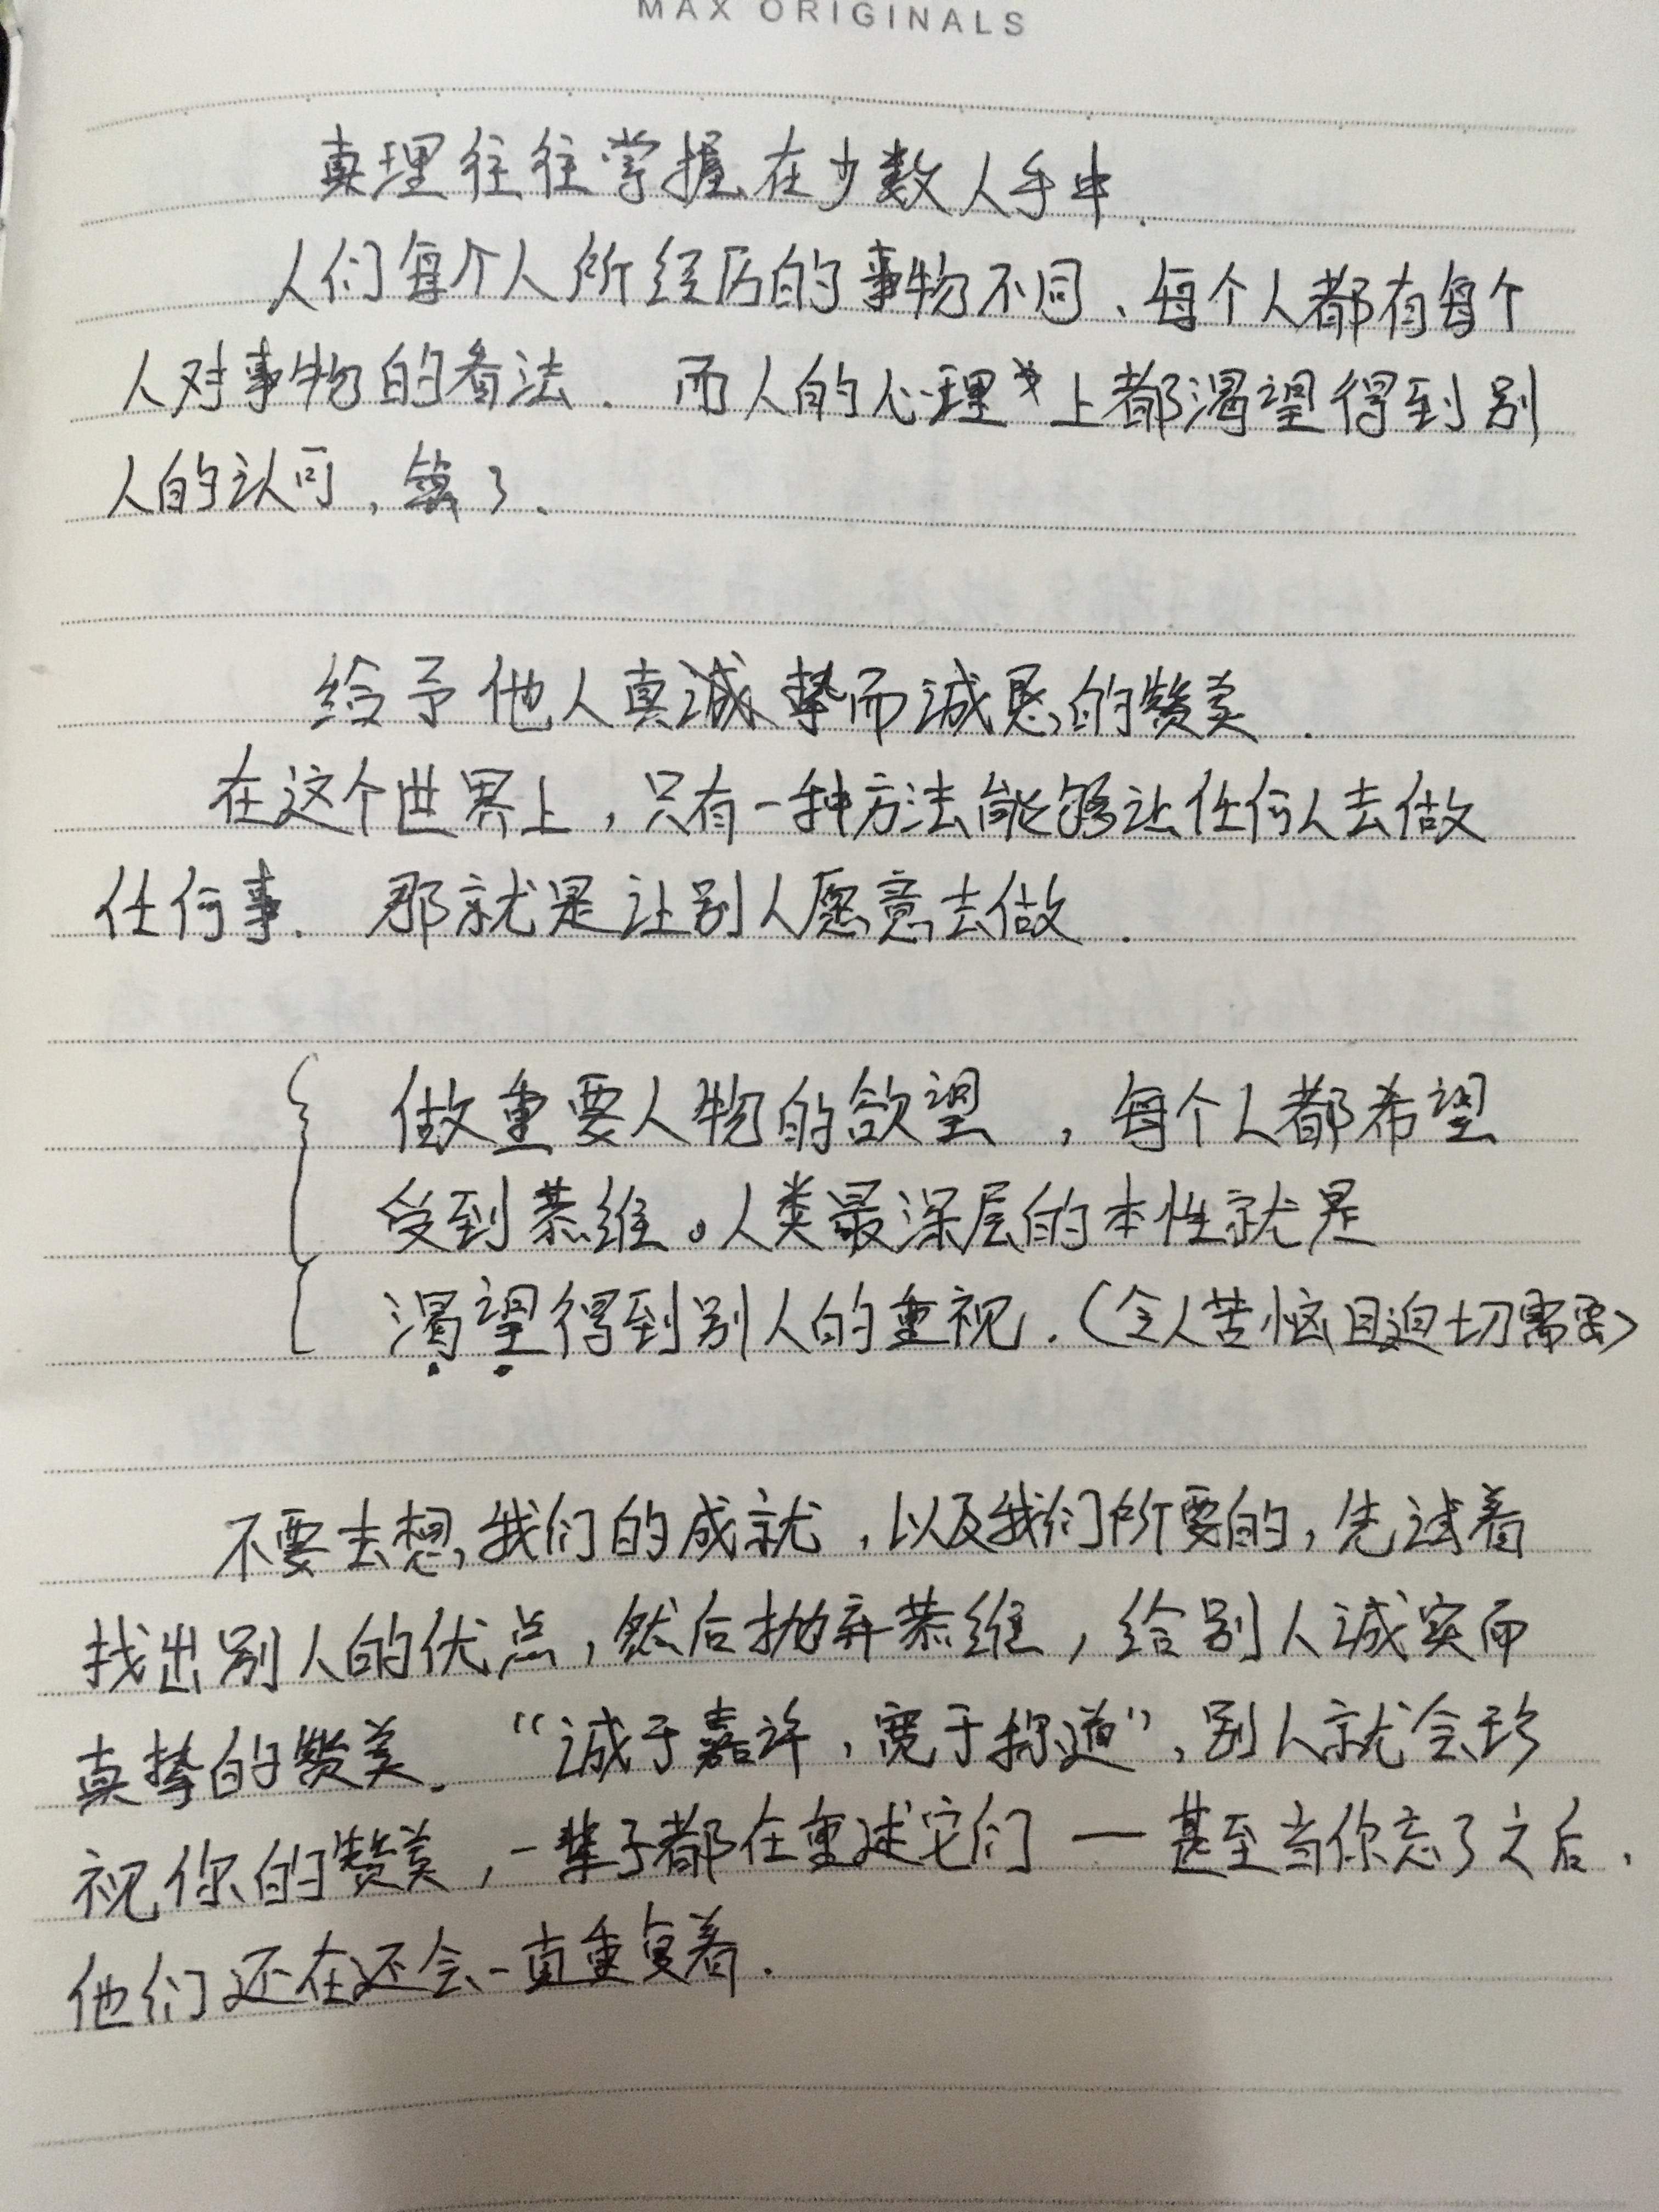 MAX ORIGINALS
真理往往掌握在少数人手中.
人们每个人所经历的事物不同、每个人都有每个
人对事物的看法. 而人的心理上都渴望得到别
人的认可,算了.
给予他人真诚挚而诚恳的赞美.
在这个世界上,只有一种方法能够让任何人去做
任何事. 那就是让别人愿意去做.
做重要人物的欲望,每个人都希望
受到恭维。人类最深层的本性就是
渴望得到别人的重视.(令人苦恼且迫切需要)
不要去想,我们的成就,以及我们所要的,先试着
找出别人的优点,然后抛弃恭维,给别人诚实而
真挚的赞美. “诚于嘉许,宽于称道”,别人就会珍
视你的赞美,一辈子都在重述它们一甚至当你忘了之后.
他们还在还会一直重复着.